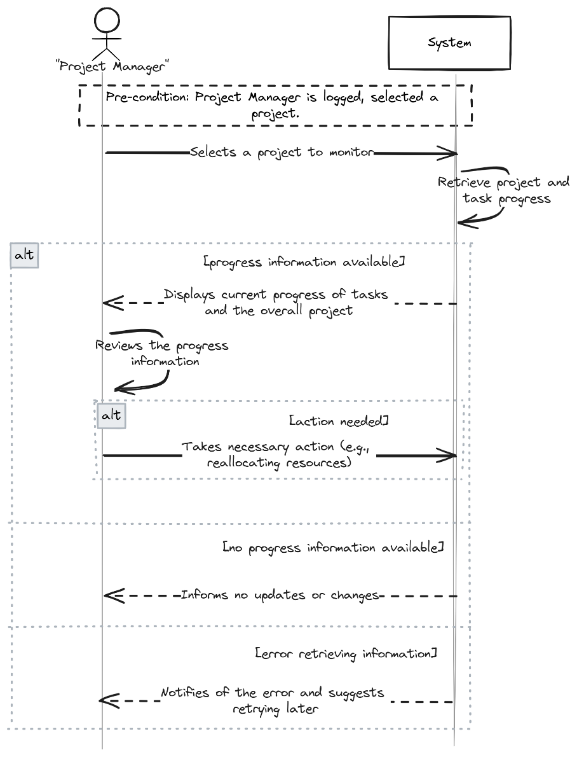 System
"Project Manager"
Pre-condition: Project Manager is logged, selected a
project.
Selects a project to monitor
Retrieve project and
task progress
alt
[progress information available]
Displays current progress of tasks
and the overall project
Reviews the progress
information
alt
[action needed]
Takes necessary action (e.g.,
reallocating resources)
[no progress information available]
Informs no updates or changes
[error retrieving information]
Notifies of the error and suggests
retrying later